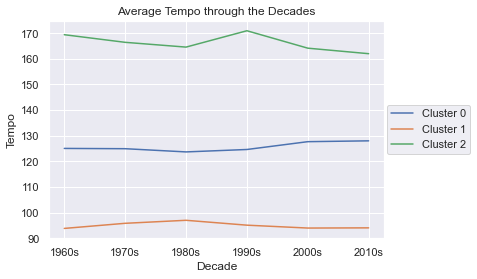 Average Tempo through the Decades
170
160
150
140
130
120
110
100
90
Tempo
1960s 1970s 1980s 1990s 2000s 2010s
Decade
Cluster 0
Cluster 1
Cluster 2